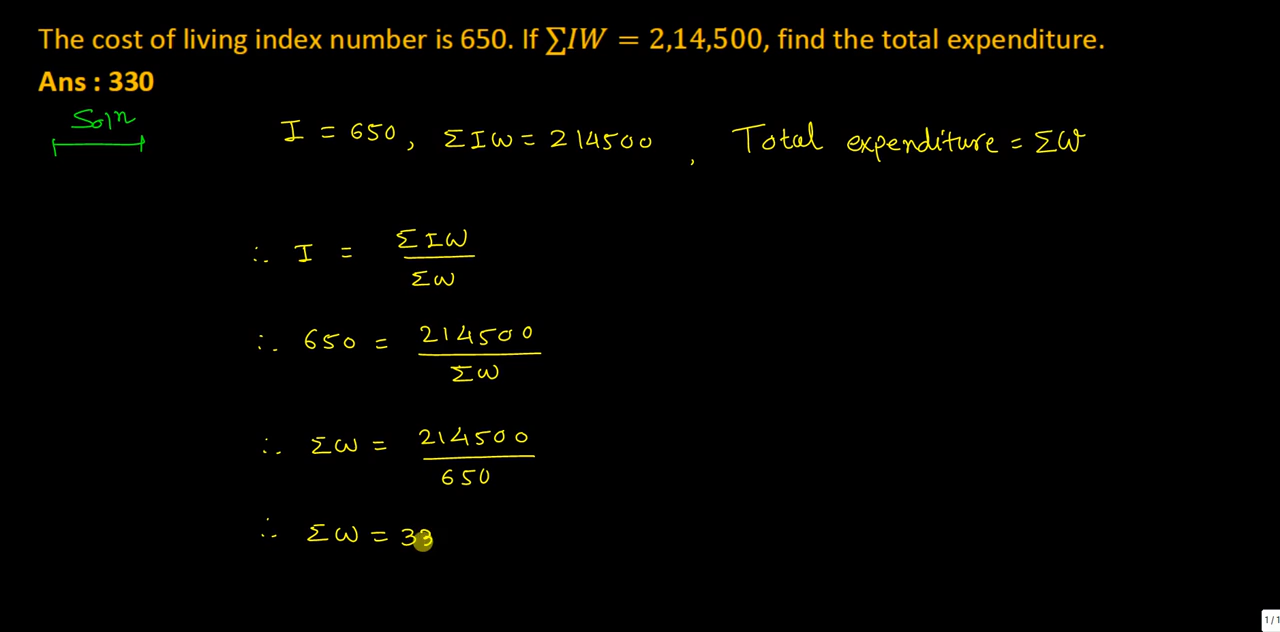 The cost of living index number is 650. If ∑IW = 2,14,500, find the total expenditure.
Ans : 330
Soln
I = 650, ΣIW = 214500, Total expenditure = ΣW
∴ I = ΣIW / ΣW
∴ 650 = 214500 / ΣW
∴ ΣW = 214500 / 650
∴ ΣW = 33
1/1